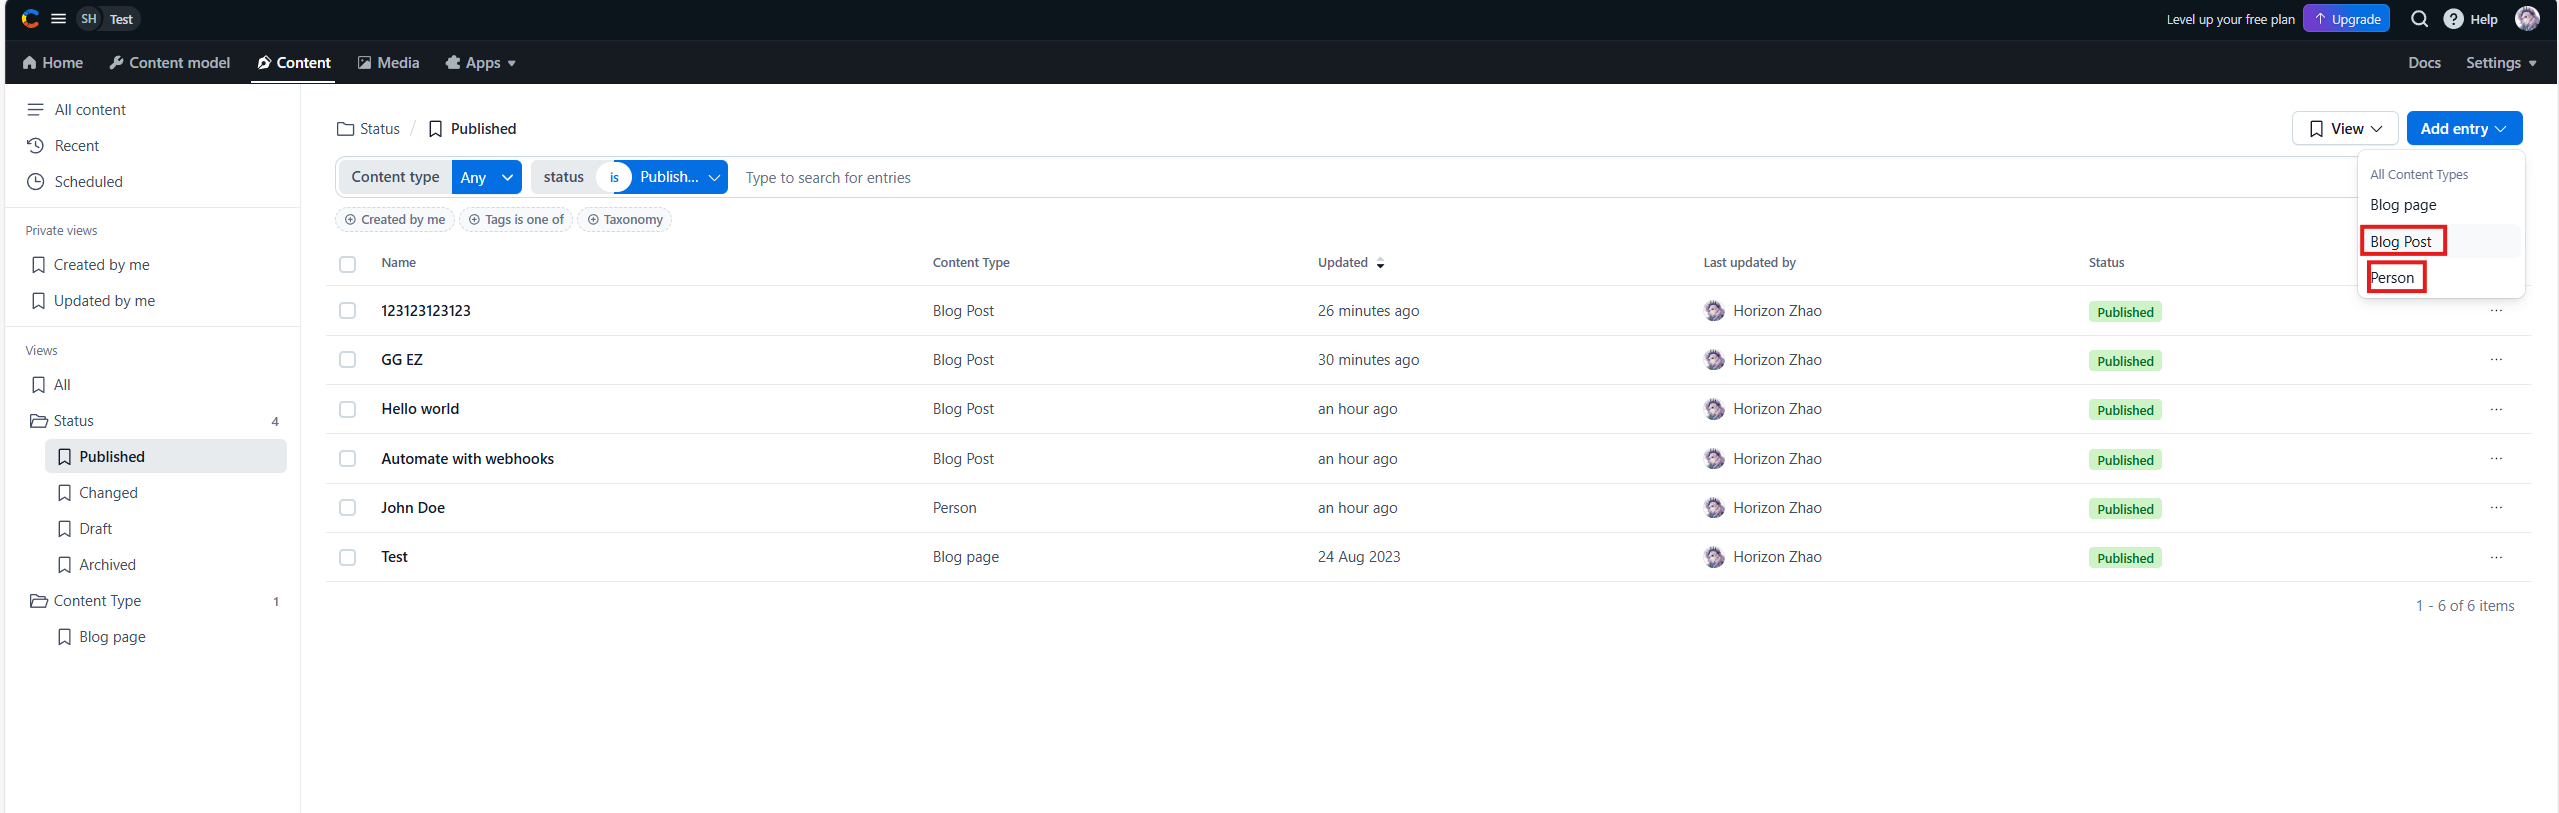 SH Test
Level up your free plan
Upgrade
Help
Home
Content model
Content
Media
Apps
Docs
Settings
All content
Recent
Scheduled
Private views
Created by me
Updated by me
Views
All
Status 4
Published
Changed
Draft
Archived
Content Type 1
Blog page
Status / Published
View
Add entry
Content type Any status is Publish... Type to search for entries
Created by me Tags is one of Taxonomy
All Content Types
Blog page
Blog Post
Person
Name Content Type Updated Last updated by Status
123123123123 Blog Post 26 minutes ago Horizon Zhao Published
GG EZ Blog Post 30 minutes ago Horizon Zhao Published
Hello world Blog Post an hour ago Horizon Zhao Published
Automate with webhooks Blog Post an hour ago Horizon Zhao Published
John Doe Person an hour ago Horizon Zhao Published
Test Blog page 24 Aug 2023 Horizon Zhao Published
1 - 6 of 6 items